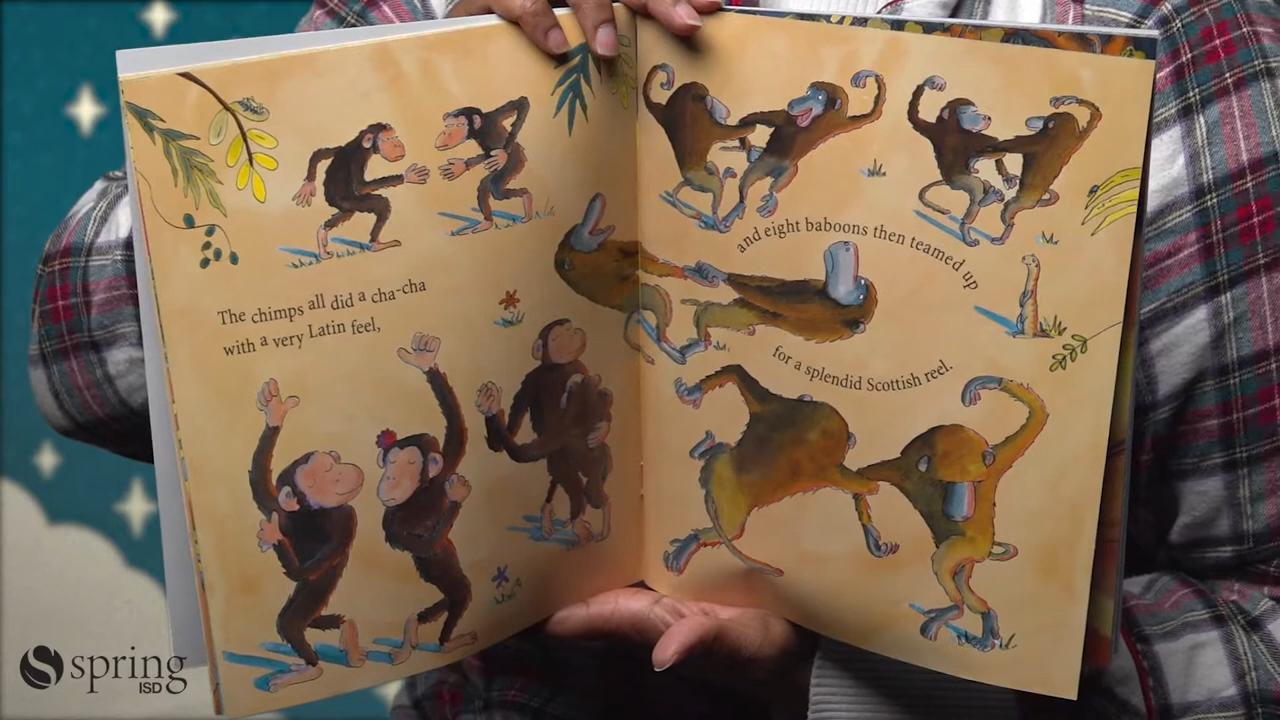 The chimps all did a cha-cha
with a very Latin feel,
and eight baboons then teamed up
for a splendid Scottish reel.
spring
ISD